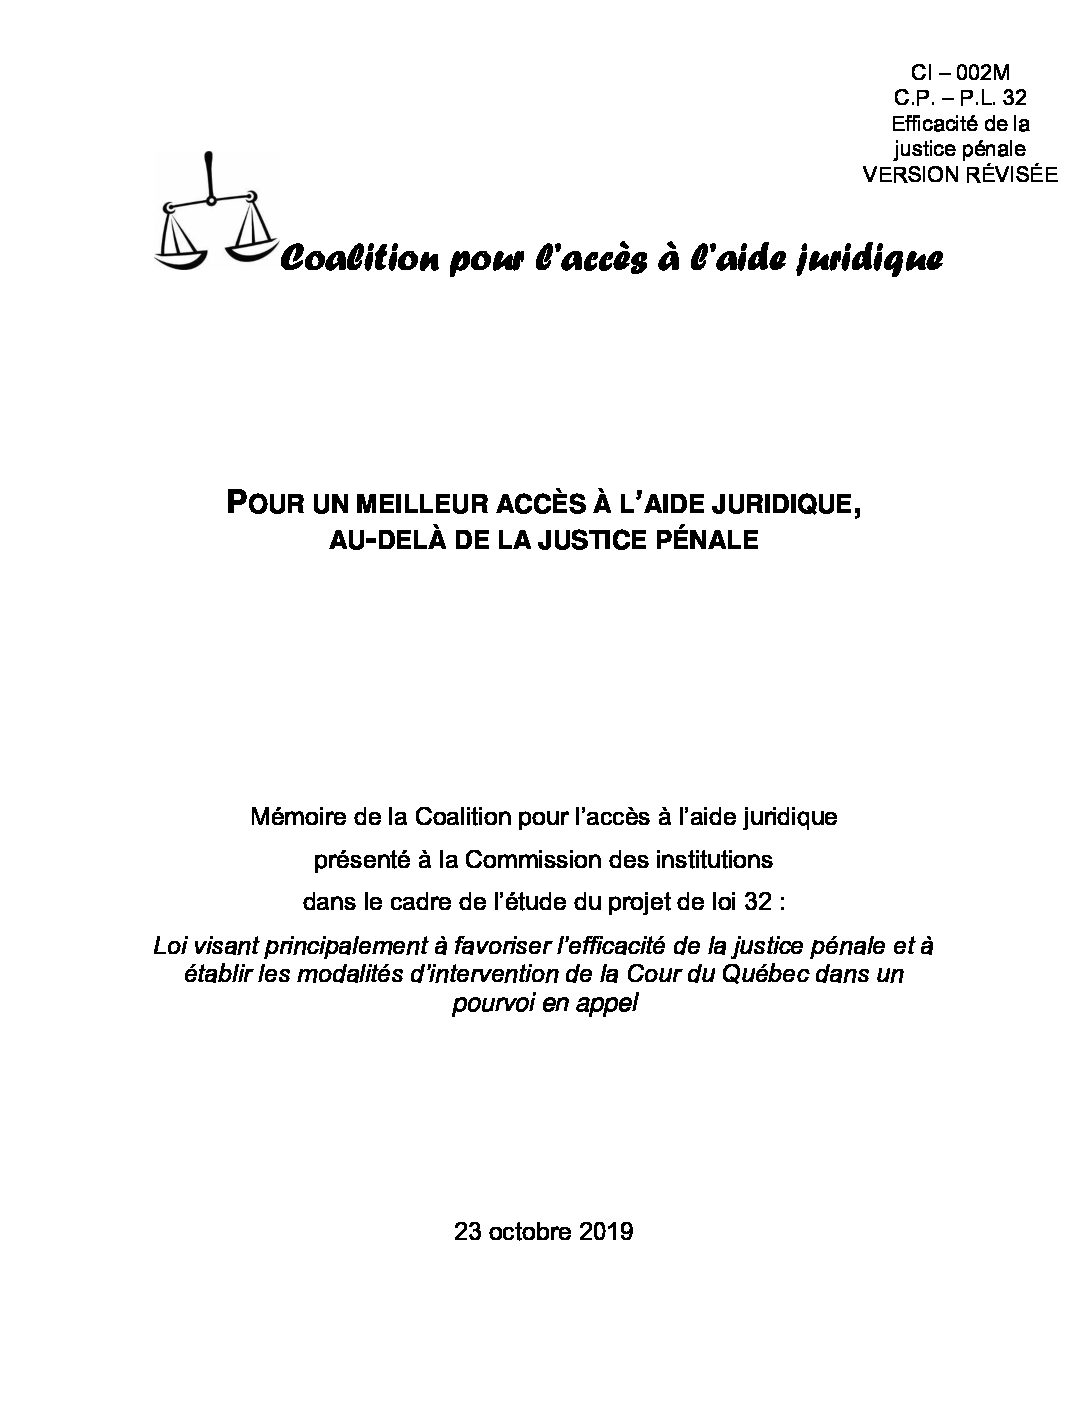 CI – 002M
C.P. – P.L. 32
Efficacité de la
justice pénale
VERSION RÉVISÉE
Coalition pour l'accès à l'aide juridique
POUR UN MEILLEUR ACCÈS À L'AIDE JURIDIQUE,
AU-DELÀ DE LA JUSTICE PÉNALE
Mémoire de la Coalition pour l'accès à l'aide juridique
présenté à la Commission des institutions
dans le cadre de l'étude du projet de loi 32 :
Loi visant principalement à favoriser l'efficacité de la justice pénale et à
établir les modalités d'intervention de la Cour du Québec dans un
pourvoi en appel
23 octobre 2019